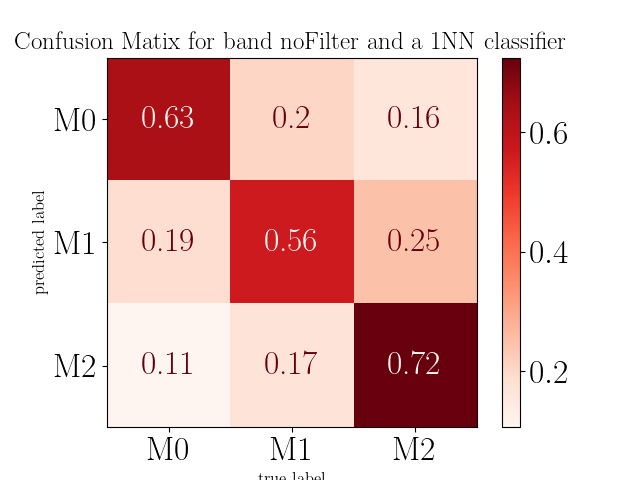 Confusion Matix for band noFilter and a 1NN classifier
M0 0.63 0.2 0.16
0.6
predicted label
M1 0.19 0.56 0.25
0.4
M2 0.11 0.17 0.72
0.2
M0 M1 M2
true label